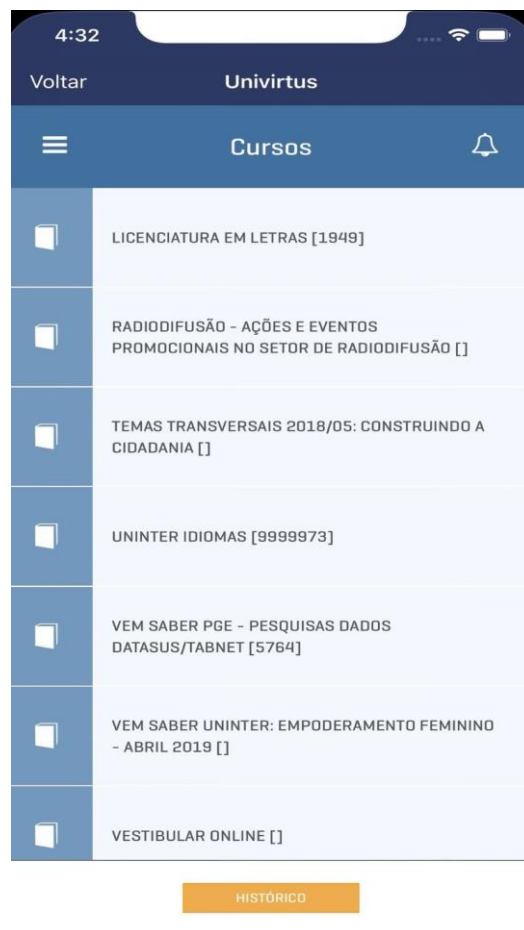 4:32
Voltar
Univirtus
Cursos
LICENCIATURA EM LETRAS [1949]
RADIODIFUSÃO - AÇÕES E EVENTOS
PROMOCIONAIS NO SETOR DE RADIODIFUSÃO []
TEMAS TRANSVERSAIS 2018/05: CONSTRUINDO A
CIDADANIA []
UNINTER IDIOMAS [9999973]
VEM SABER PGE - PESQUISAS DADOS
DATASUS/TABNET [5764]
VEM SABER UNINTER: EMPODERAMENTO FEMININO
- ABRIL 2019 []
VESTIBULAR ONLINE []
HISTÓRICO